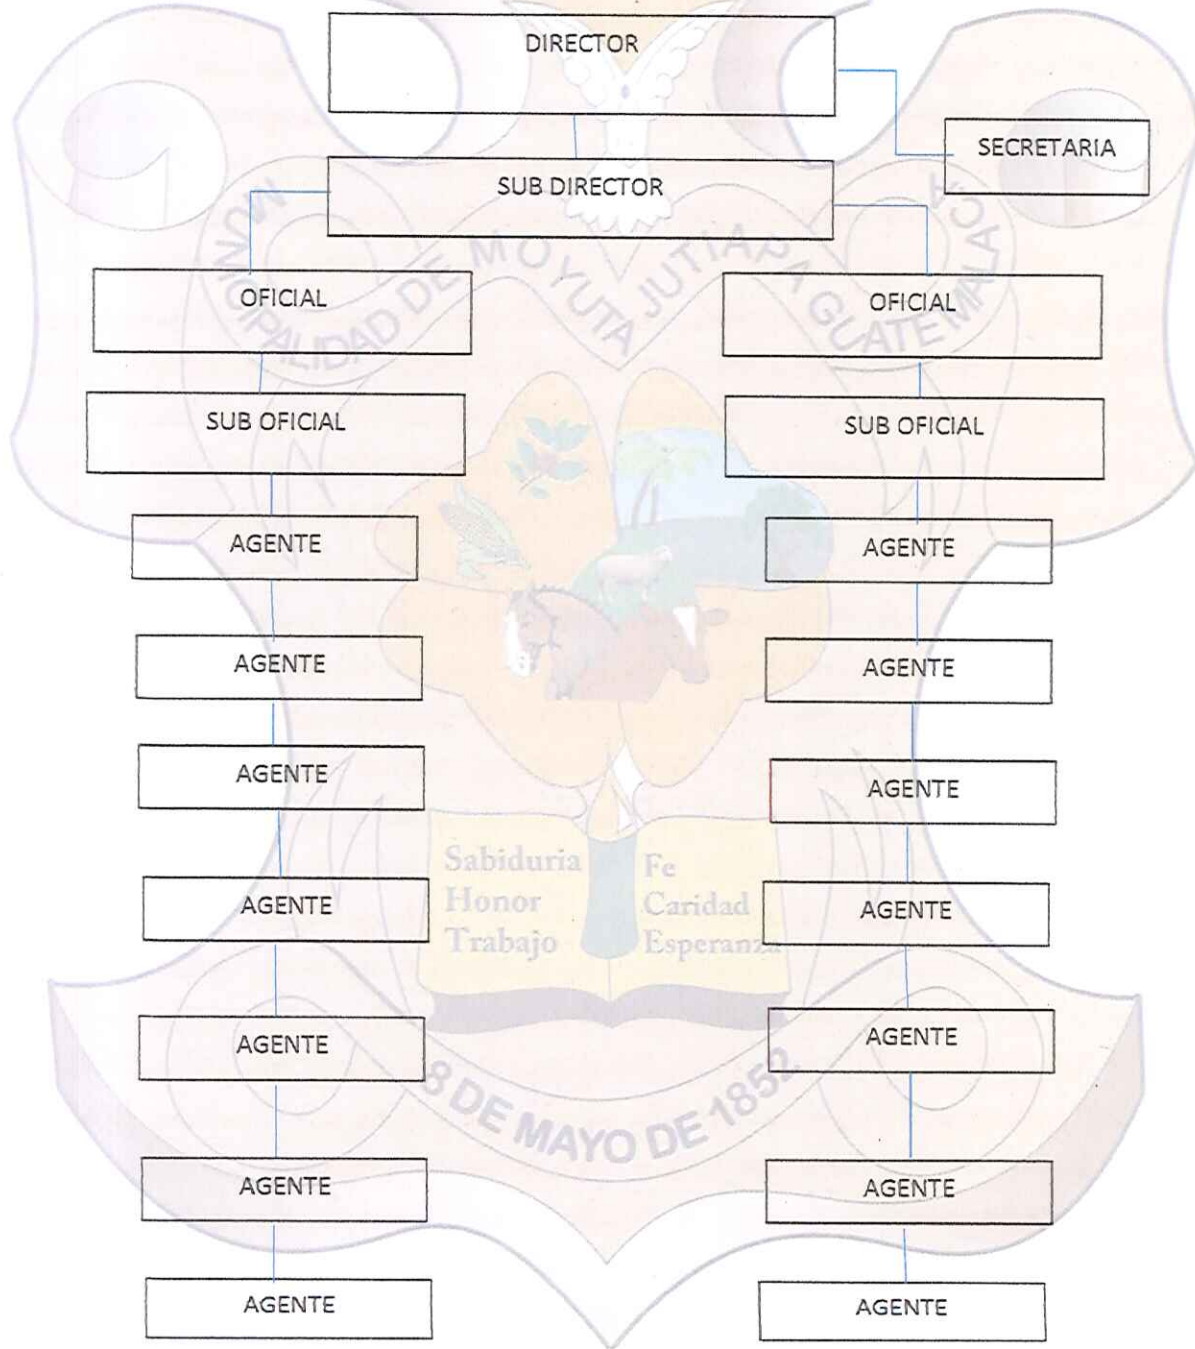 DIRECTOR
SECRETARIA
SUB DIRECTOR
MUNICIPALIDAD DE MOYUTA JUTIAPA GUATEMALA C.A.
OFICIAL
OFICIAL
SUB OFICIAL
SUB OFICIAL
AGENTE
AGENTE
AGENTE
AGENTE
AGENTE
AGENTE
Sabiduria
Honor
Trabajo
Fe
Caridad
Esperanza
AGENTE
AGENTE
AGENTE
AGENTE
8 DE MAYO DE 1852
AGENTE
AGENTE
AGENTE
AGENTE